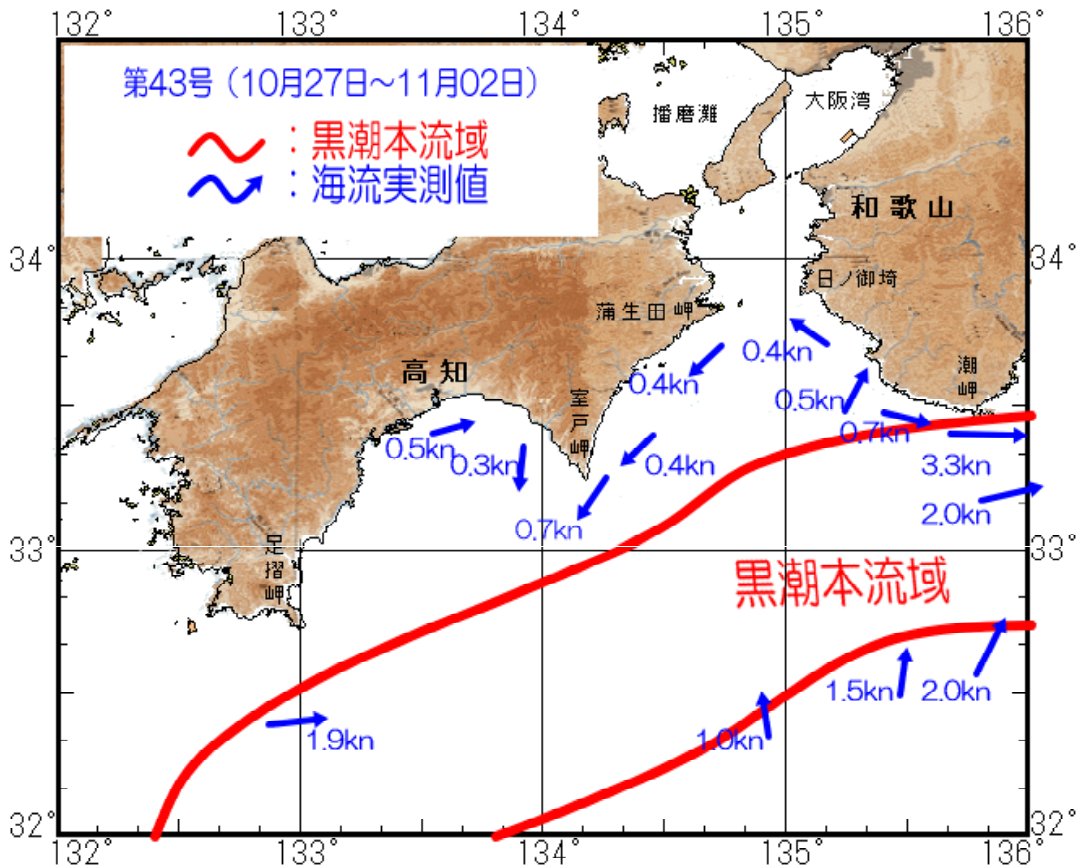 132° 133° 134° 135° 136°
第43号（10月27日～11月02日）
：黒潮本流域
：海流実測値
播磨灘
大阪湾
和歌山
34° 34°
日ノ御埼
蒲生田岬
0.4kn
高知
潮岬
0.4kn
室戸岬
0.5kn
0.7kn
0.5kn
0.3kn
0.4kn
3.3kn
2.0kn
0.7kn
33° 33°
足摺岬
黒潮本流域
1.5kn
2.0kn
1.9kn
1.0kn
32° 32°
132° 133° 134° 135° 136°